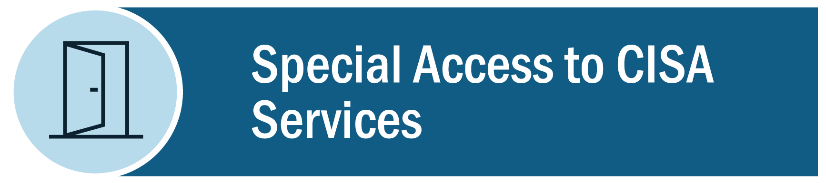 Special Access to CISA
Services